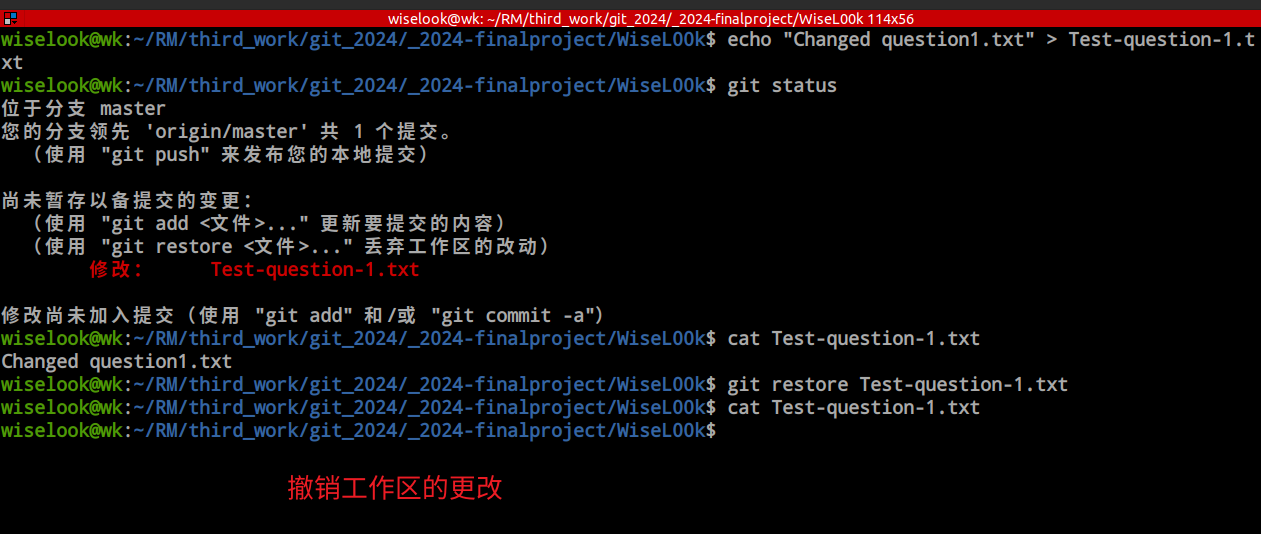 wiselook@wk: ~/RM/third_work/git_2024/_2024-finalproject/WiseL00k 114x56
wiselook@wk:~/RM/third_work/git_2024/_2024-finalproject/WiseL00k$ echo "Changed question1.txt" > Test-question-1.t
xt
wiselook@wk:~/RM/third_work/git_2024/_2024-finalproject/WiseL00k$ git status
位于分支 master
您的分支领先 'origin/master' 共 1 个提交。
（使用 "git push" 来发布您的本地提交）
尚未暂存以备提交的变更：
（使用 "git add <文件>..." 更新要提交的内容）
（使用 "git restore <文件>..." 丢弃工作区的改动）
修改： Test-question-1.txt
修改尚未加入提交（使用 "git add" 和/或 "git commit -a"）
wiselook@wk:~/RM/third_work/git_2024/_2024-finalproject/WiseL00k$ cat Test-question-1.txt
Changed question1.txt
wiselook@wk:~/RM/third_work/git_2024/_2024-finalproject/WiseL00k$ git restore Test-question-1.txt
wiselook@wk:~/RM/third_work/git_2024/_2024-finalproject/WiseL00k$ cat Test-question-1.txt
wiselook@wk:~/RM/third_work/git_2024/_2024-finalproject/WiseL00k$
撤销工作区的更改